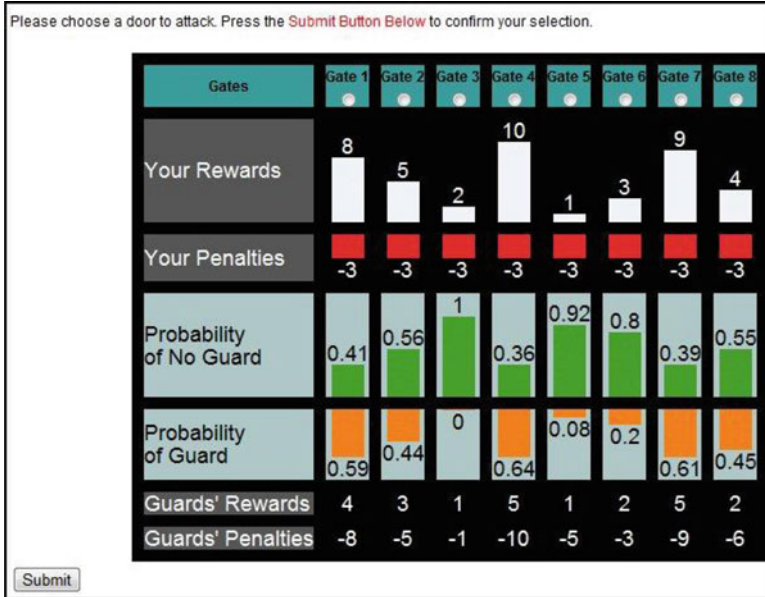 Please choose a door to attack. Press the Submit Button Below to confirm your selection.
Gates Gate 1 Gate 2 Gate 3 Gate 4 Gate 5 Gate 6 Gate 7 Gate 8
Your Rewards 8 5 2 10 1 3 9 4
Your Penalties -3 -3 -3 -3 -3 -3 -3 -3
Probability
of No Guard 0.41 0.56 1 0.36 0.92 0.8 0.39 0.55
Probability
of Guard 0.59 0.44 0 0.64 0.08 0.2 0.61 0.45
Guards' Rewards 4 3 1 5 1 2 5 2
Guards' Penalties -8 -5 -1 -10 -5 -3 -9 -6
Submit